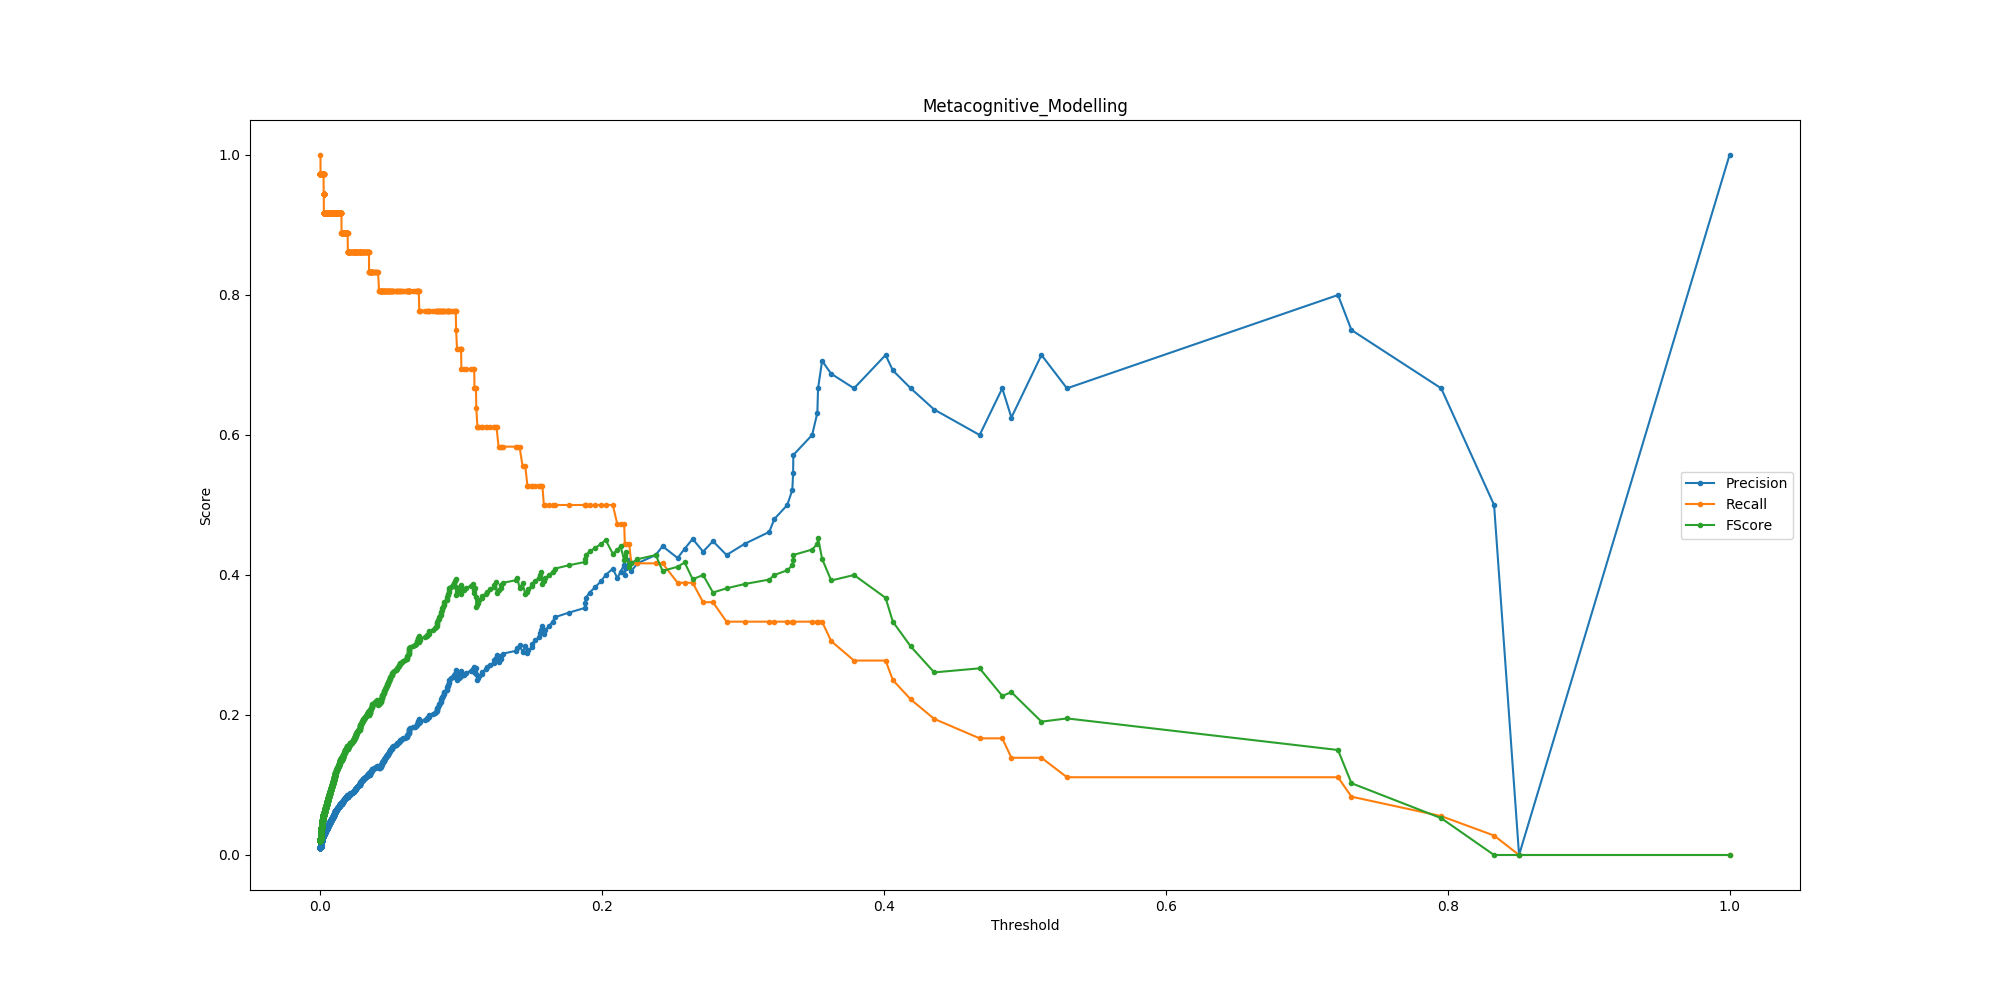 Metacognitive_Modelling
1.0
0.8
0.6
0.4
0.2
0.0
Score
Precision
Recall
FScore
0.0 0.2 0.4 0.6 0.8 1.0
Threshold